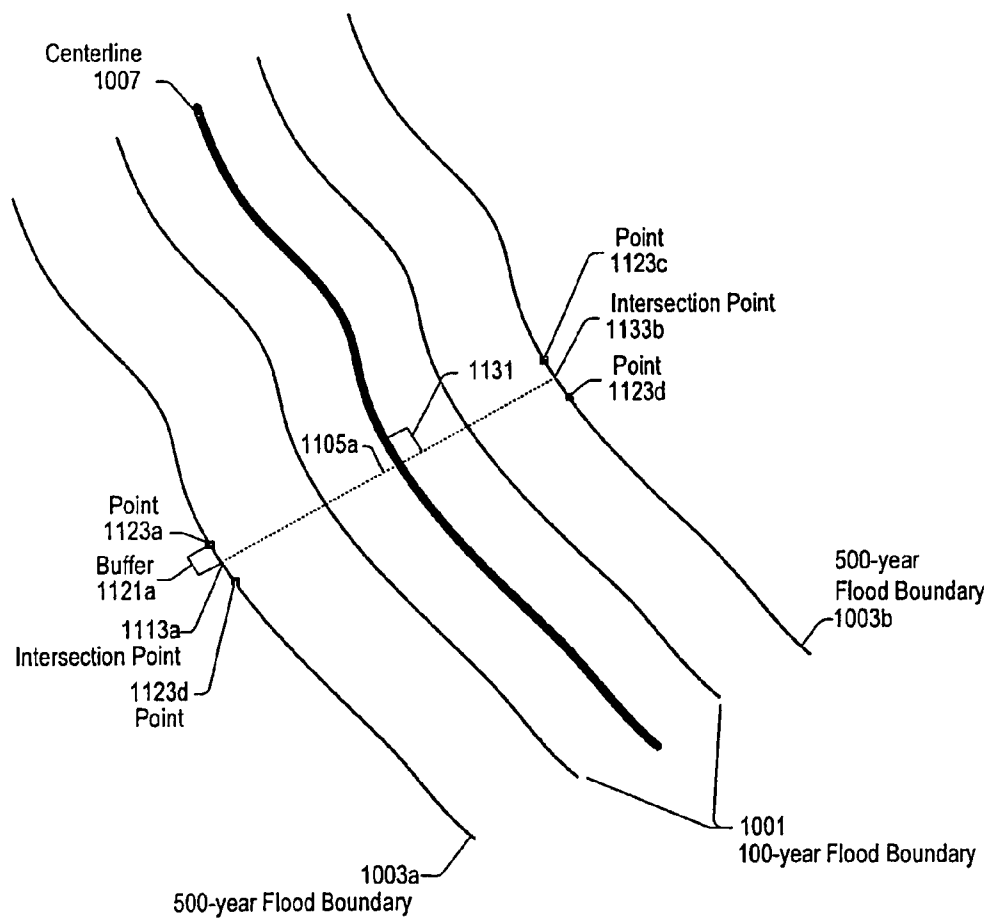 Centerline
1007
Point
1123c
Intersection Point
1133b
Point
1123d
1131
1105a
Point
1123a
Buffer
1121a
1113a
Intersection Point
1123d
Point
500-year
Flood Boundary
1003b
1001
100-year Flood Boundary
1003a
500-year Flood Boundary